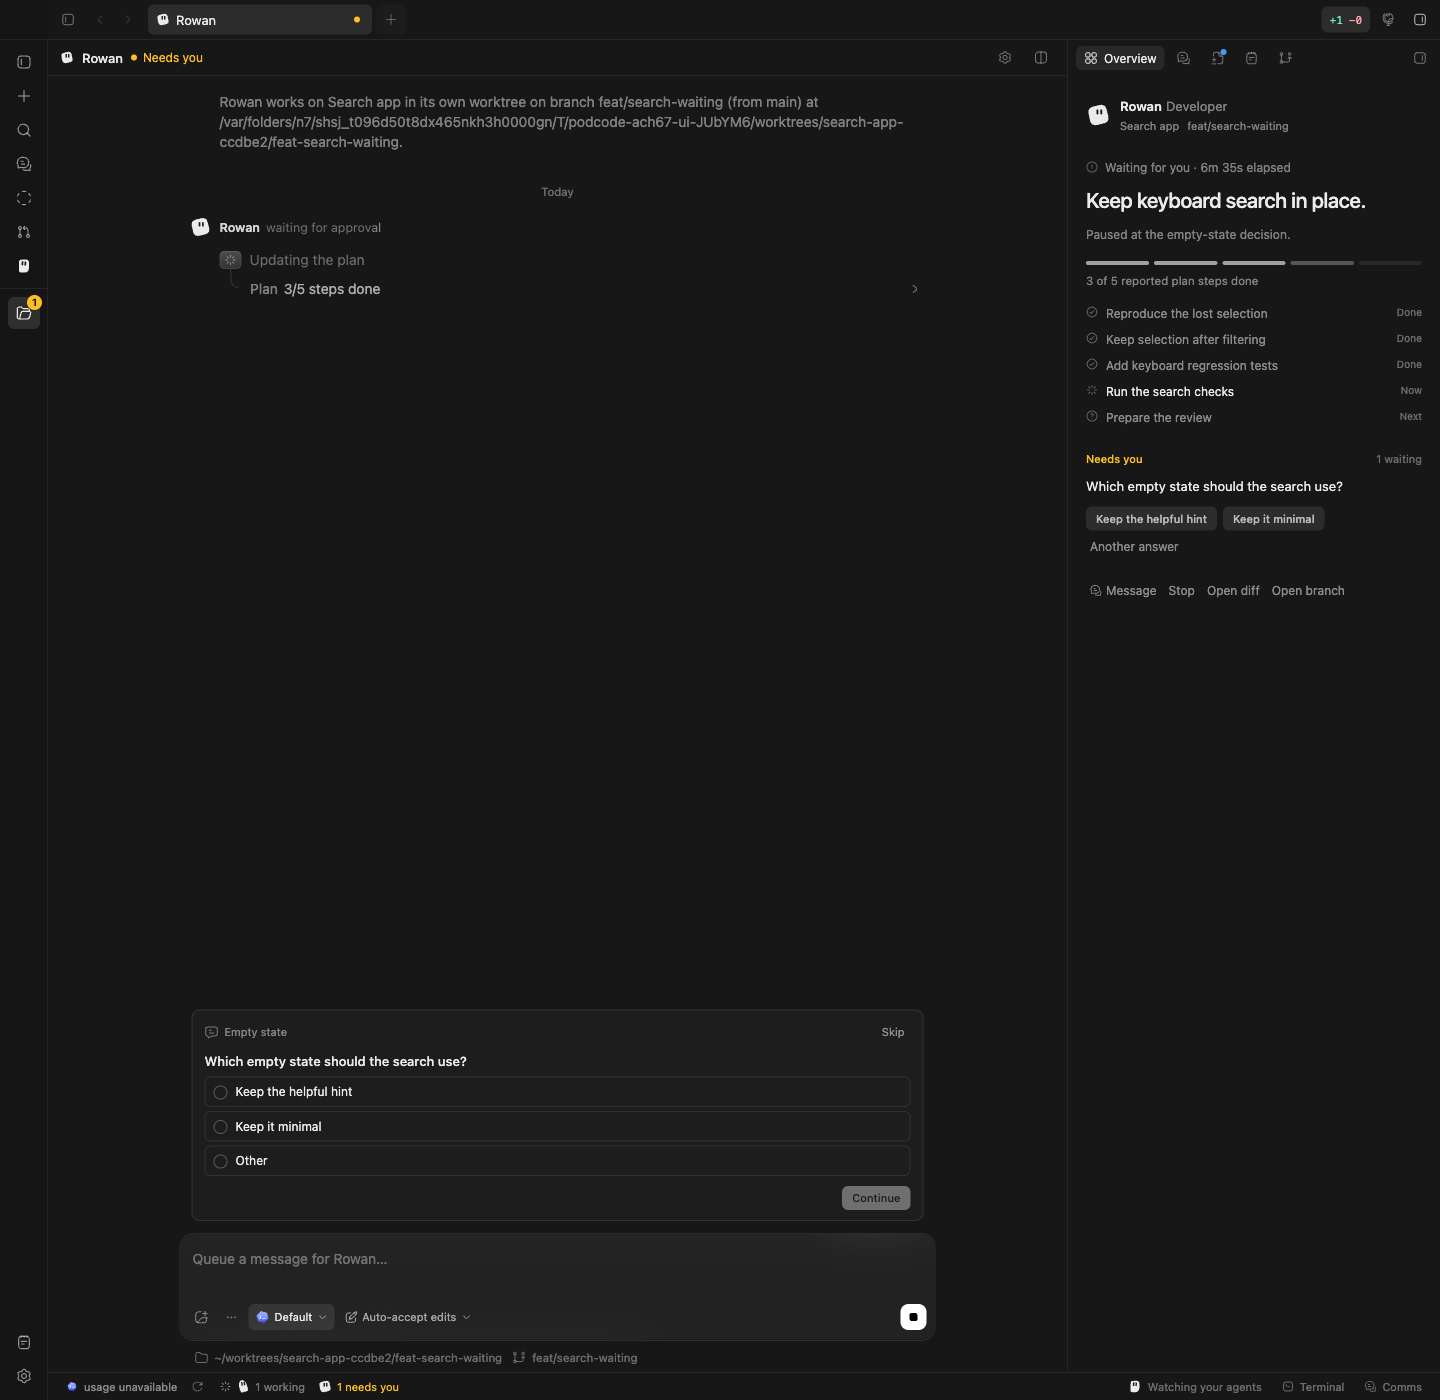 Rowan
+1 −0
Rowan
Needs you
Overview
Rowan works on Search app in its own worktree on branch feat/search-waiting (from main) at
/var/folders/n7/shsj_t096d50t8dx465nkh3h0000gn/T/podcode-ach67-ui-JUbYM6/worktrees/search-app-
ccdbe2/feat-search-waiting.
Today
Rowan waiting for approval
Updating the plan
Plan 3/5 steps done
1
Empty state
Skip
Which empty state should the search use?
Keep the helpful hint
Keep it minimal
Other
Continue
Queue a message for Rowan...
Default
Auto-accept edits
~/worktrees/search-app-ccdbe2/feat-search-waiting
feat/search-waiting
Rowan Developer
Search app feat/search-waiting
Waiting for you · 6m 35s elapsed
Keep keyboard search in place.
Paused at the empty-state decision.
3 of 5 reported plan steps done
Reproduce the lost selection Done
Keep selection after filtering Done
Add keyboard regression tests Done
Run the search checks Now
Prepare the review Next
Needs you 1 waiting
Which empty state should the search use?
Keep the helpful hint Keep it minimal
Another answer
Message Stop Open diff Open branch
usage unavailable
1 working
1 needs you
Watching your agents
Terminal
Comms